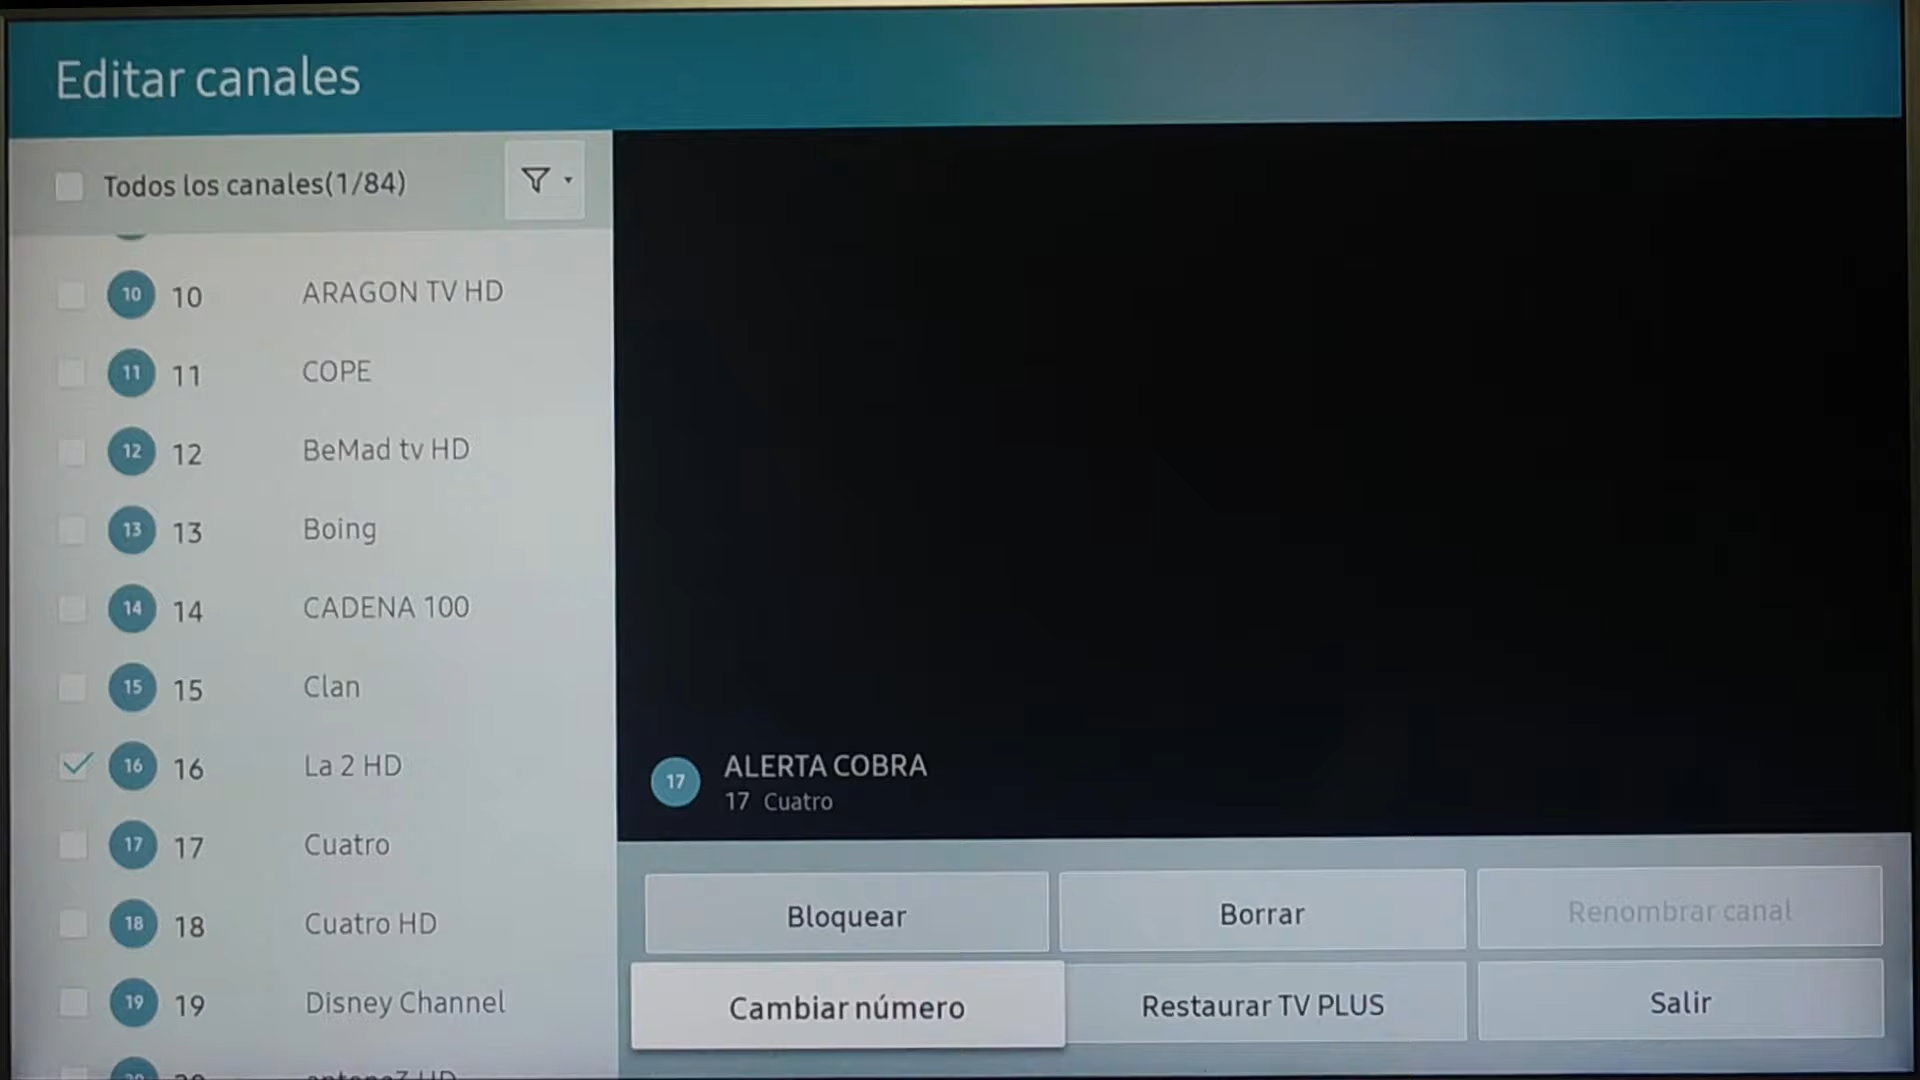 Editar canales
Todos los canales(1/84)
10 10 ARAGON TV HD
11 11 COPE
12 12 BeMad tv HD
13 13 Boing
14 14 CADENA 100
15 15 Clan
16 16 La 2 HD
17 17 Cuatro
18 18 Cuatro HD
19 19 Disney Channel
17 ALERTA COBRA
17 Cuatro
Bloquear Borrar Renombrar canal
Cambiar número Restaurar TV PLUS Salir